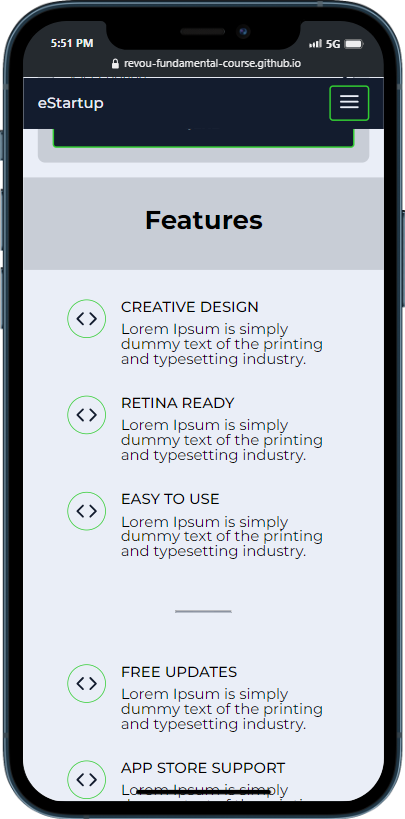 5:51 PM
5G
revou-fundamental-course.github.io
eStartup
Features
CREATIVE DESIGN
Lorem Ipsum is simply
dummy text of the printing
and typesetting industry.
RETINA READY
Lorem Ipsum is simply
dummy text of the printing
and typesetting industry.
EASY TO USE
Lorem Ipsum is simply
dummy text of the printing
and typesetting industry.
FREE UPDATES
Lorem Ipsum is simply
dummy text of the printing
and typesetting industry.
APP STORE SUPPORT
Lorem Ipsum is simply